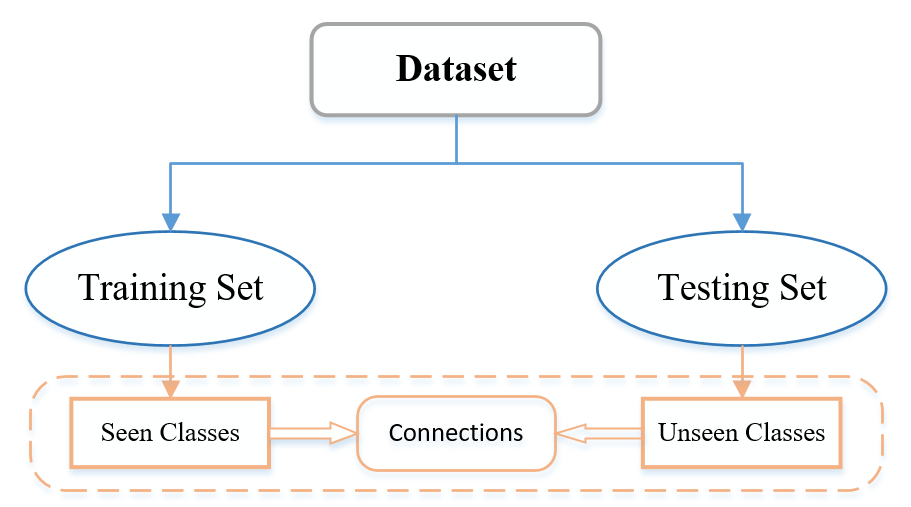 Dataset
Training Set
Testing Set
Seen Classes
Connections
Unseen Classes